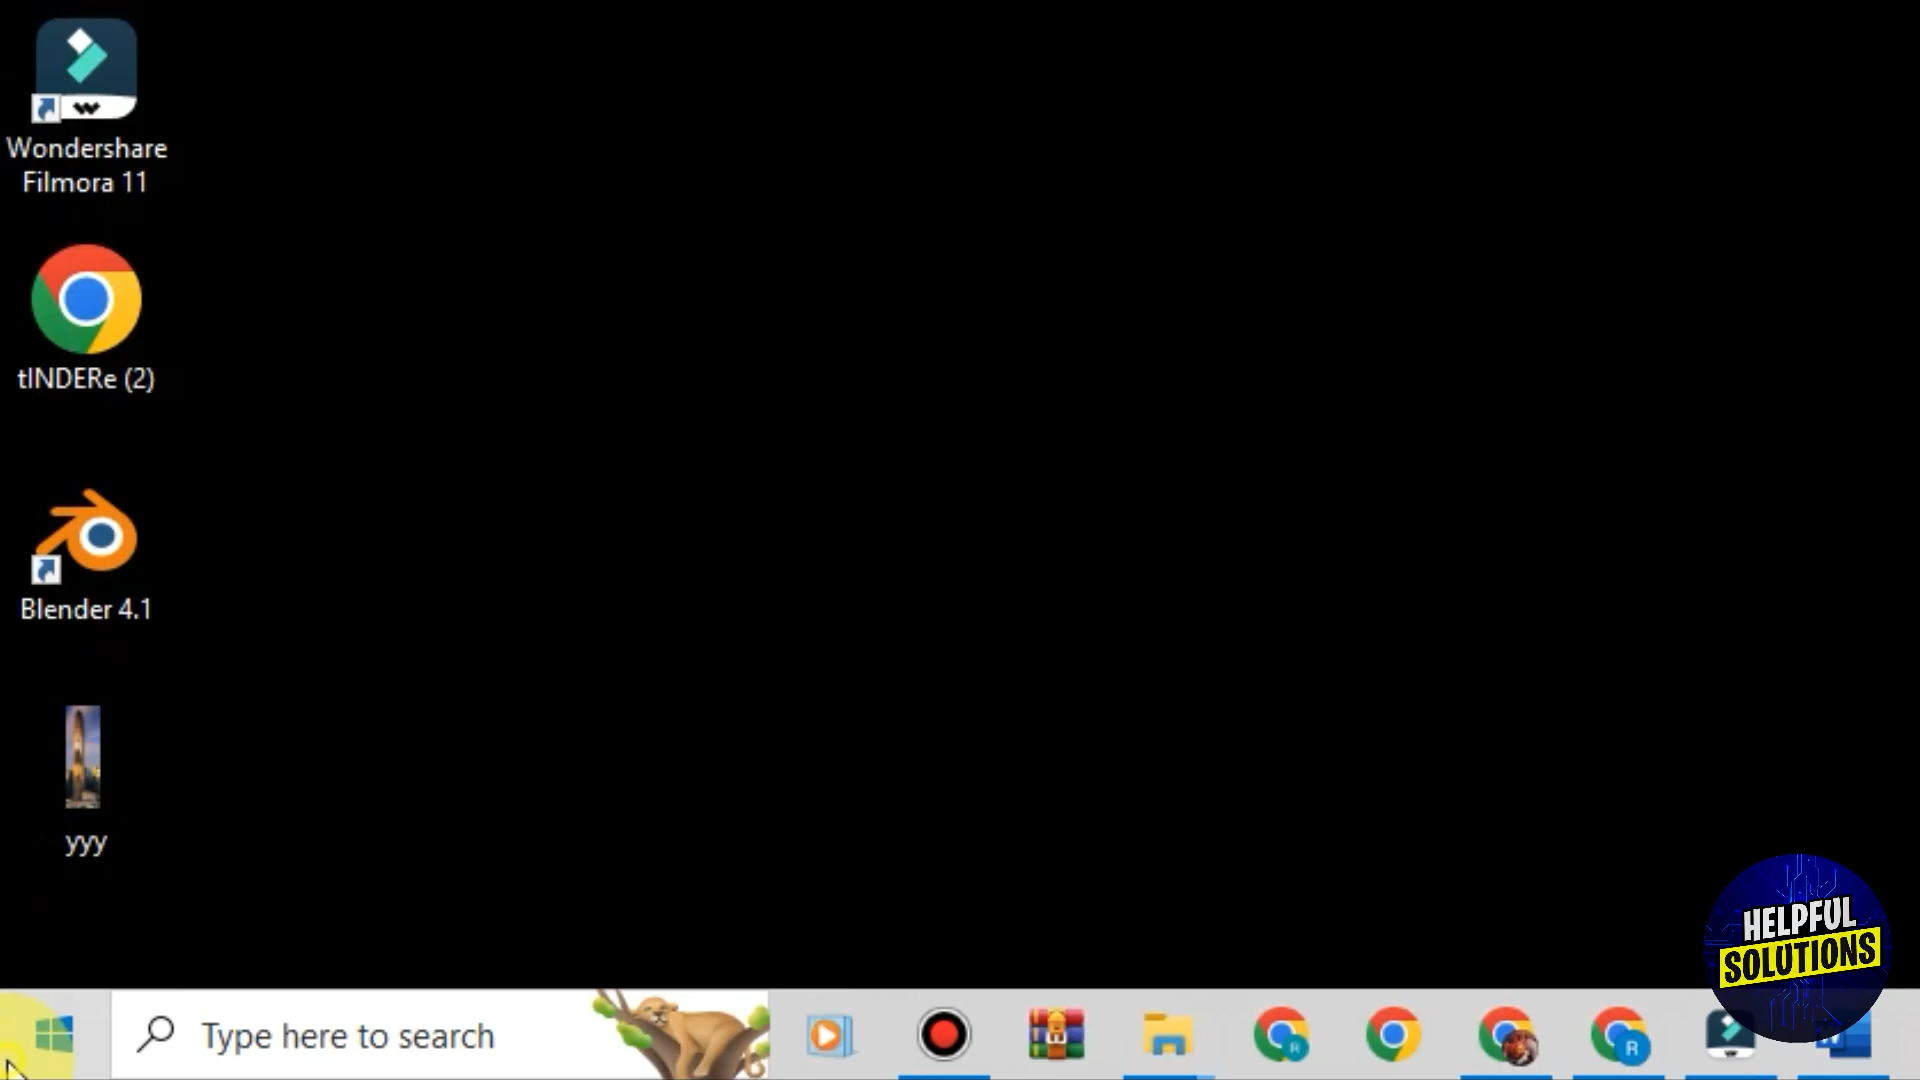 Wondershare
Filmora 11
tINDERe (2)
Blender 4.1
yyy
HELPFUL
SOLUTIONS
Type here to search
R
R